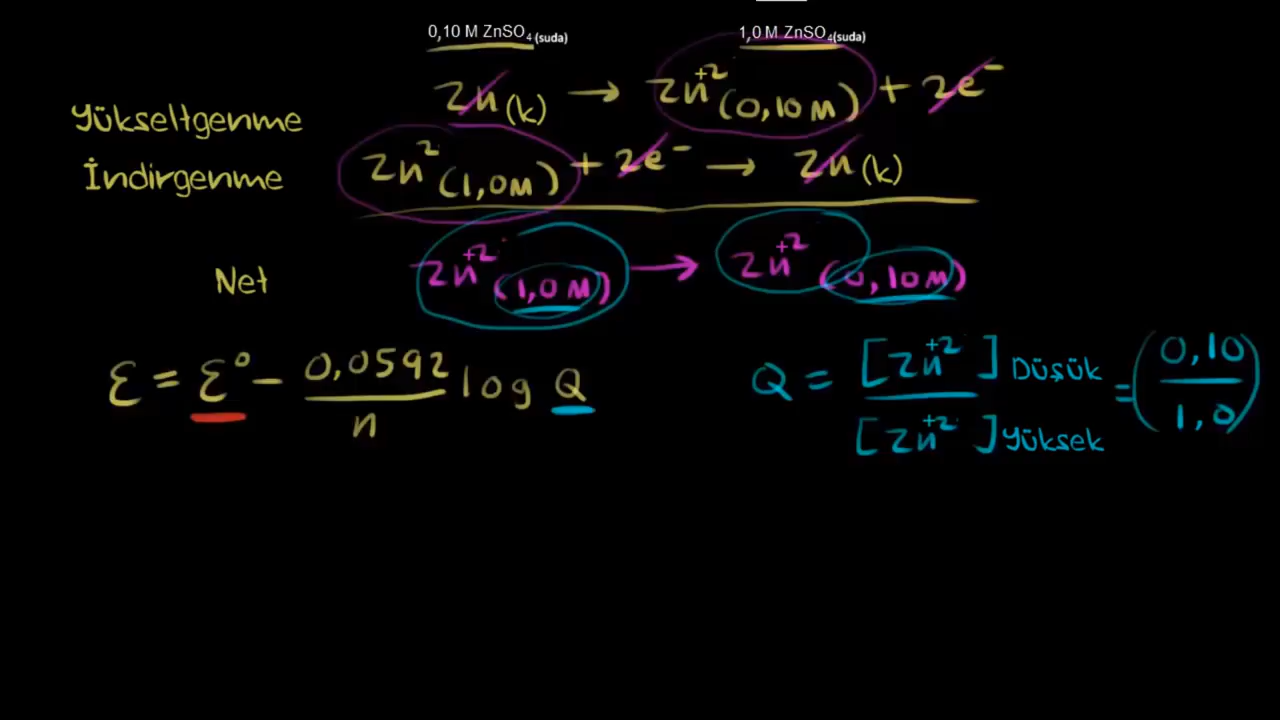 0,10 M ZnSO₄(suda) 1,0 M ZnSO₄(suda)
Yükseltgenme Zn(k) → Zn⁺²(0,10M) + 2e⁻
İndirgenme Zn²(1,0M) + 2e⁻ → Zn(k)
Net Zn⁺²(1,0M) → Zn⁺²(0,10M)
Ɛ = Ɛ° - 0,0592/n log Q
Q = [Zn⁺²] Düşük / [Zn⁺²] Yüksek = (0,10/1,0)